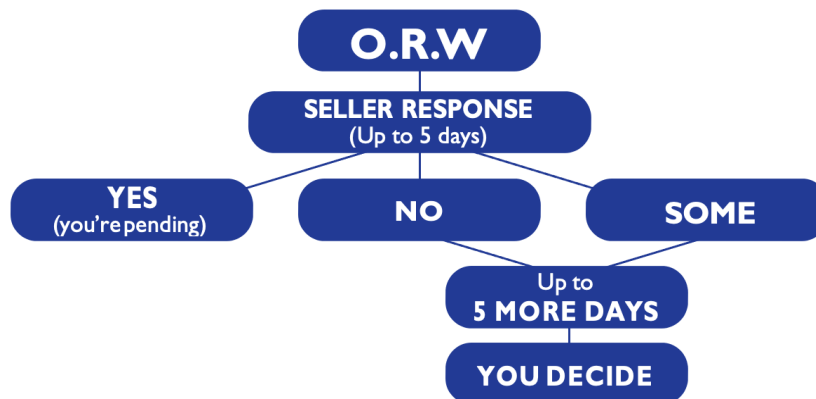 O.R.W
SELLER RESPONSE
(Up to 5 days)
YES
(you're pending)
NO
SOME
Up to
5 MORE DAYS
YOU DECIDE